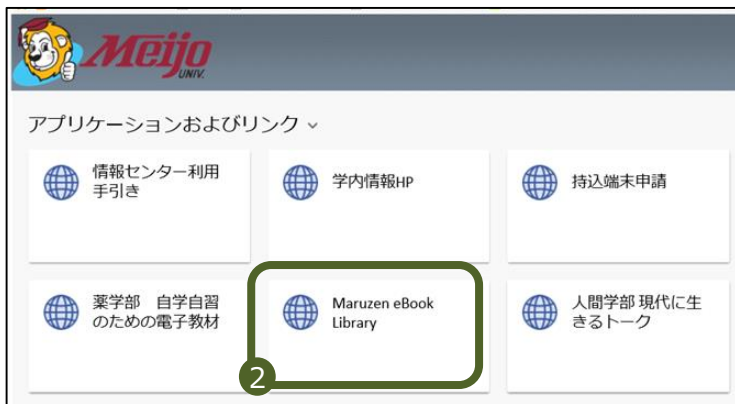 Meijo
UNIV.
アプリケーションおよびリンク
情報センター利用
手引き
学内情報HP
持込端末申請
薬学部 自学自習
のための電子教材
Maruzen eBook
Library
人間学部 現代に生
きるトーク
2